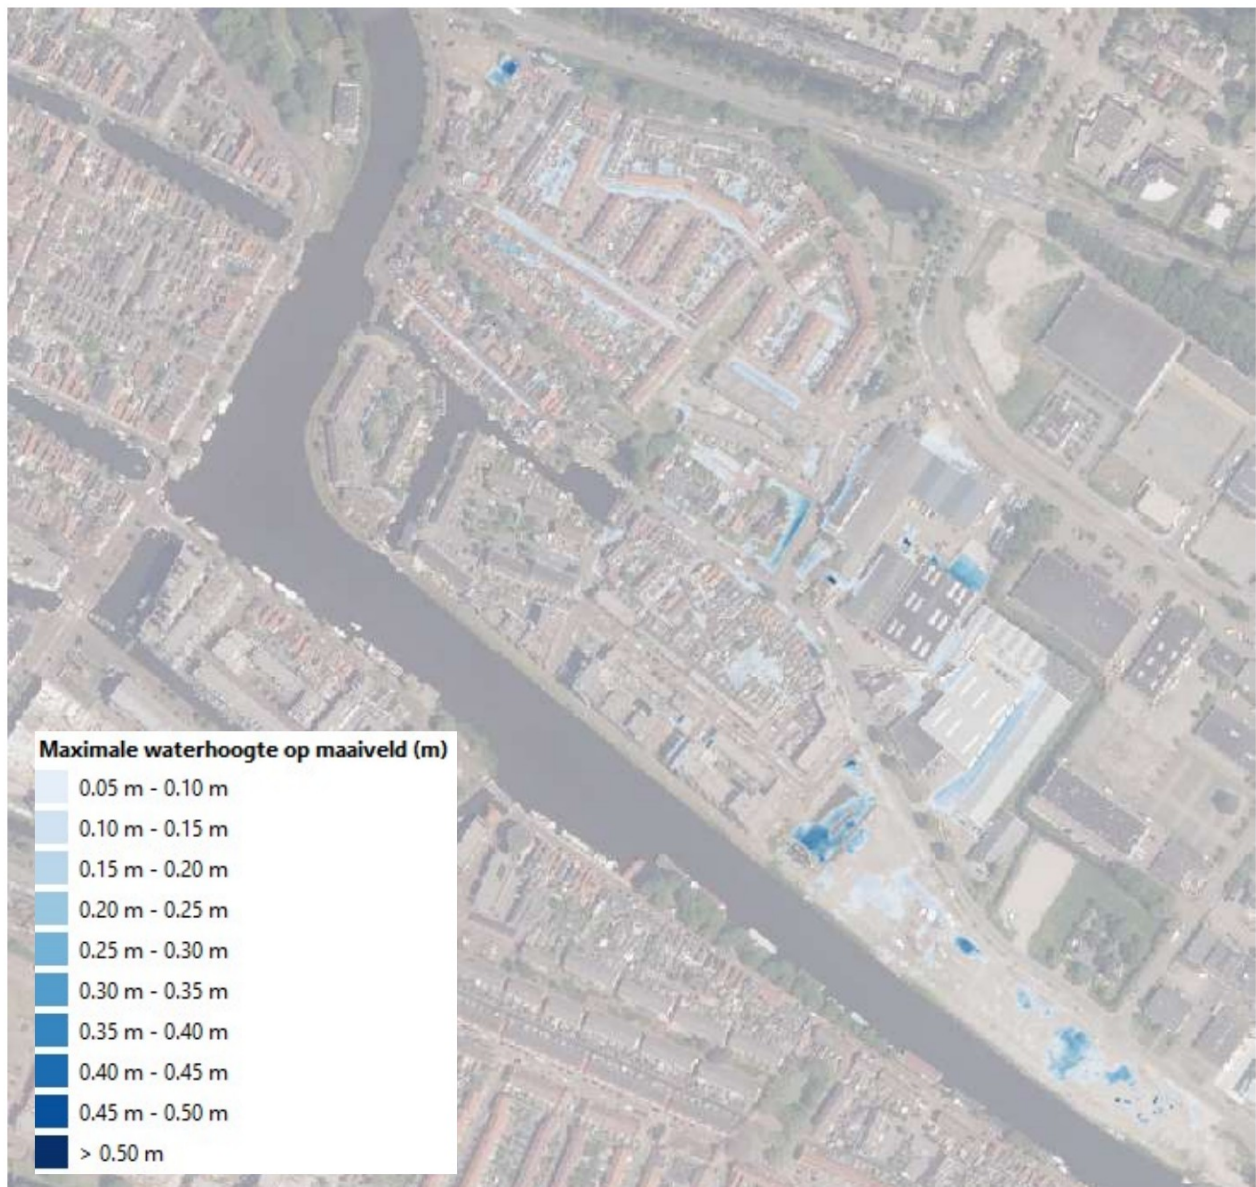 Maximale waterhoogte op maaiveld (m)
0.05 m - 0.10 m
0.10 m - 0.15 m
0.15 m - 0.20 m
0.20 m - 0.25 m
0.25 m - 0.30 m
0.30 m - 0.35 m
0.35 m - 0.40 m
0.40 m - 0.45 m
0.45 m - 0.50 m
> 0.50 m